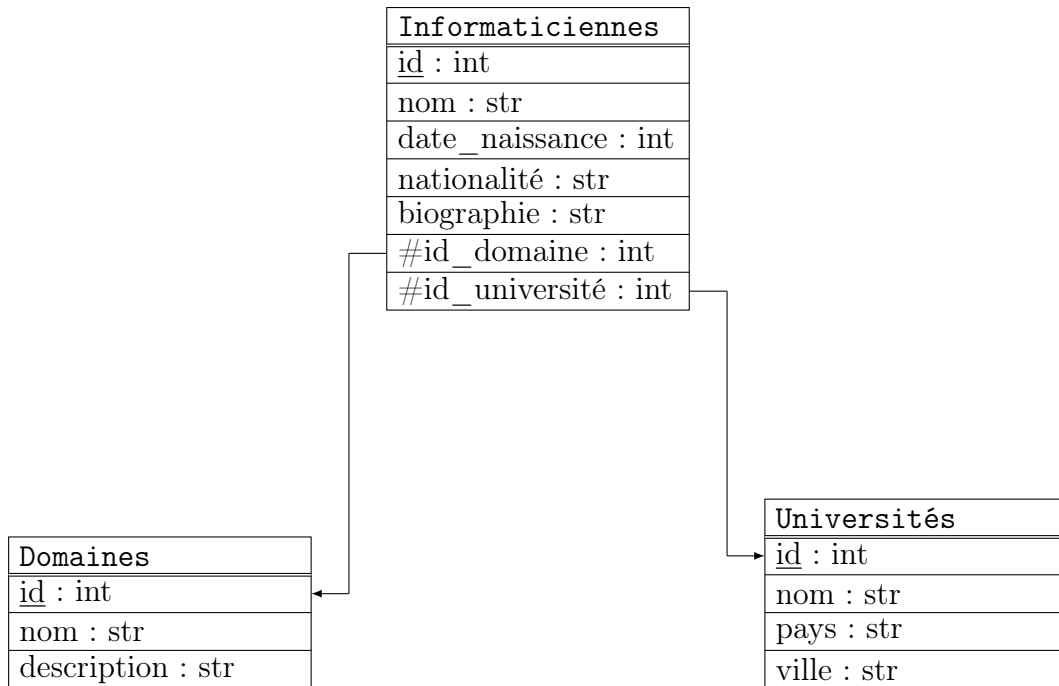 Informaticiennes
id : int
nom : str
date_naissance : int
nationalité : str
biographie : str
#id_domaine : int
#id_université : int
Domaines
id : int
nom : str
description : str
Universités
id : int
nom : str
pays : str
ville : str